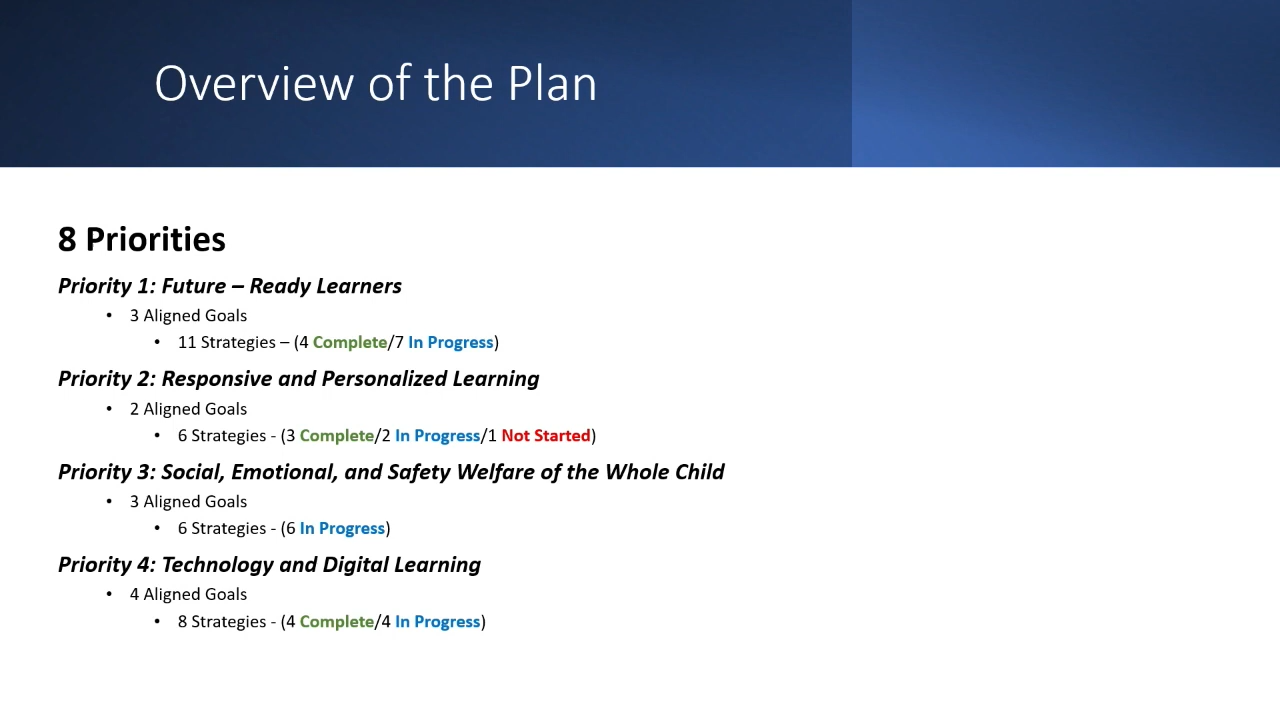 Overview of the Plan
8 Priorities
Priority 1: Future – Ready Learners
• 3 Aligned Goals
• 11 Strategies – (4 Complete/7 In Progress)
Priority 2: Responsive and Personalized Learning
• 2 Aligned Goals
• 6 Strategies - (3 Complete/2 In Progress/1 Not Started)
Priority 3: Social, Emotional, and Safety Welfare of the Whole Child
• 3 Aligned Goals
• 6 Strategies - (6 In Progress)
Priority 4: Technology and Digital Learning
• 4 Aligned Goals
• 8 Strategies - (4 Complete/4 In Progress)